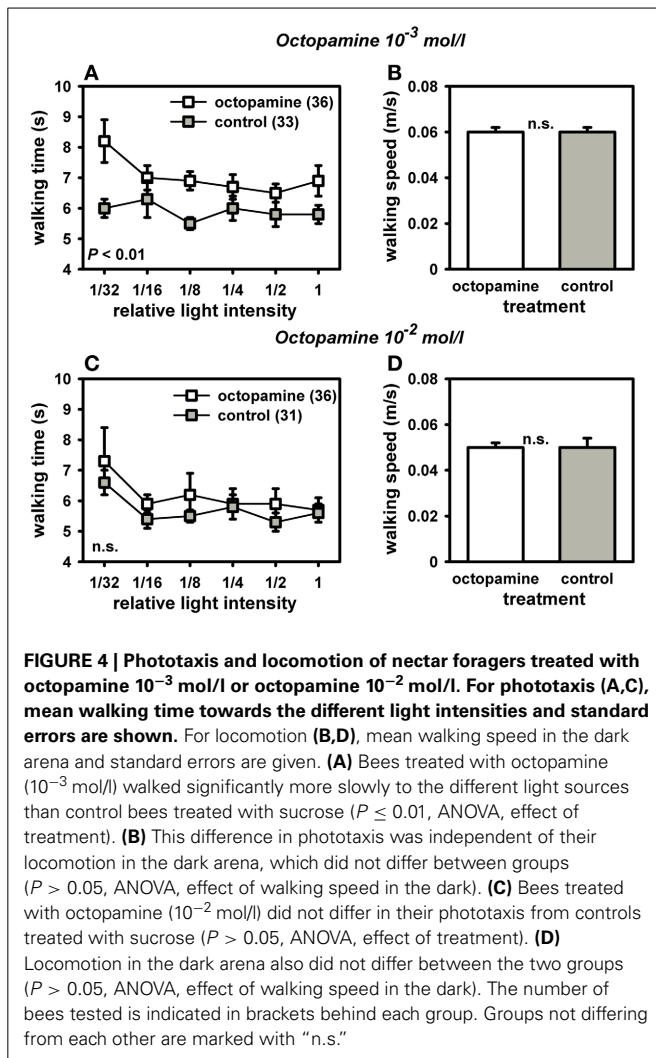 Octopamine 10⁻³ mol/l
A
walking time (s)
10
9
8
7
6
5
4
octopamine (36)
control (33)
P < 0.01
1/32 1/16 1/8 1/4 1/2 1
relative light intensity
B
walking speed (m/s)
0.08
0.06
0.04
0.02
0
n.s.
octopamine control
treatment
Octopamine 10⁻² mol/l
C
walking time (s)
10
9
8
7
6
5
4
octopamine (36)
control (31)
n.s.
1/32 1/16 1/8 1/4 1/2 1
relative light intensity
D
walking speed (m/s)
0.08
0.06
0.04
0.02
0
n.s.
octopamine control
treatment
FIGURE 4 | Phototaxis and locomotion of nectar foragers treated with
octopamine 10⁻³ mol/l or octopamine 10⁻² mol/l. For phototaxis (A,C),
mean walking time towards the different light intensities and standard
errors are shown. For locomotion (B,D), mean walking speed in the dark
arena and standard errors are given. (A) Bees treated with octopamine
(10⁻³ mol/l) walked significantly more slowly to the different light sources
than control bees treated with sucrose (P ≤ 0.01, ANOVA, effect of
treatment). (B) This difference in phototaxis was independent of their
locomotion in the dark arena, which did not differ between groups
(P > 0.05, ANOVA, effect of walking speed in the dark). (C) Bees treated
with octopamine (10⁻² mol/l) did not differ in their phototaxis from controls
treated with sucrose (P > 0.05, ANOVA, effect of treatment). (D)
Locomotion in the dark arena also did not differ between the two groups
(P > 0.05, ANOVA, effect of walking speed in the dark). The number of
bees tested is indicated in brackets behind each group. Groups not differing
from each other are marked with “n.s.”